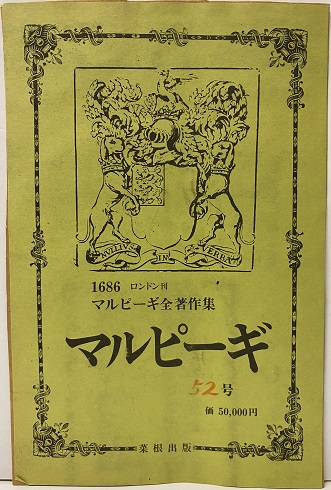 NVLLIVS IN VERBA
1686 ロンドン刊
マルピーギ全著作集
マルピーギ
52号
価 50,000円
菜根出版